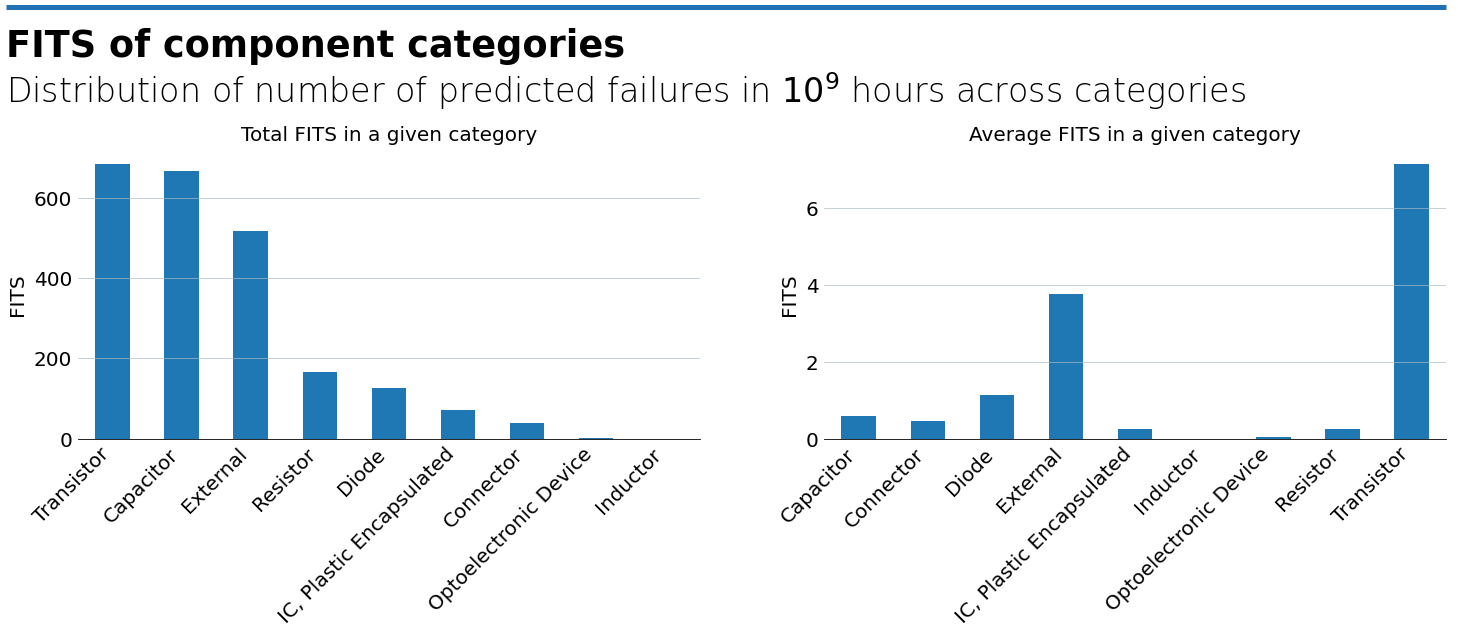 FITS of component categories
Distribution of number of predicted failures in 10⁹ hours across categories
Total FITS in a given category
FITS
600
400
200
0
Transistor
Capacitor
External
Resistor
Diode
IC, Plastic Encapsulated
Connector
Optoelectronic Device
Inductor
Average FITS in a given category
FITS
6
4
2
0
Capacitor
Connector
Diode
External
IC, Plastic Encapsulated
Inductor
Optoelectronic Device
Resistor
Transistor